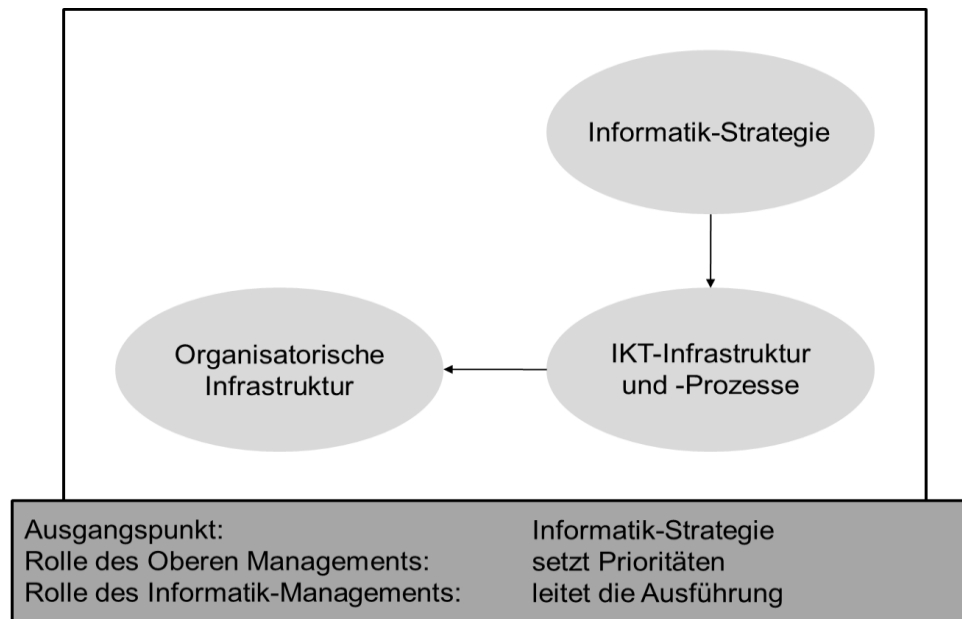 Informatik-Strategie
Organisatorische
Infrastruktur
IKT-Infrastruktur
und -Prozesse
Ausgangspunkt: Informatik-Strategie
Rolle des Oberen Managements: setzt Prioritäten
Rolle des Informatik-Managements: leitet die Ausführung